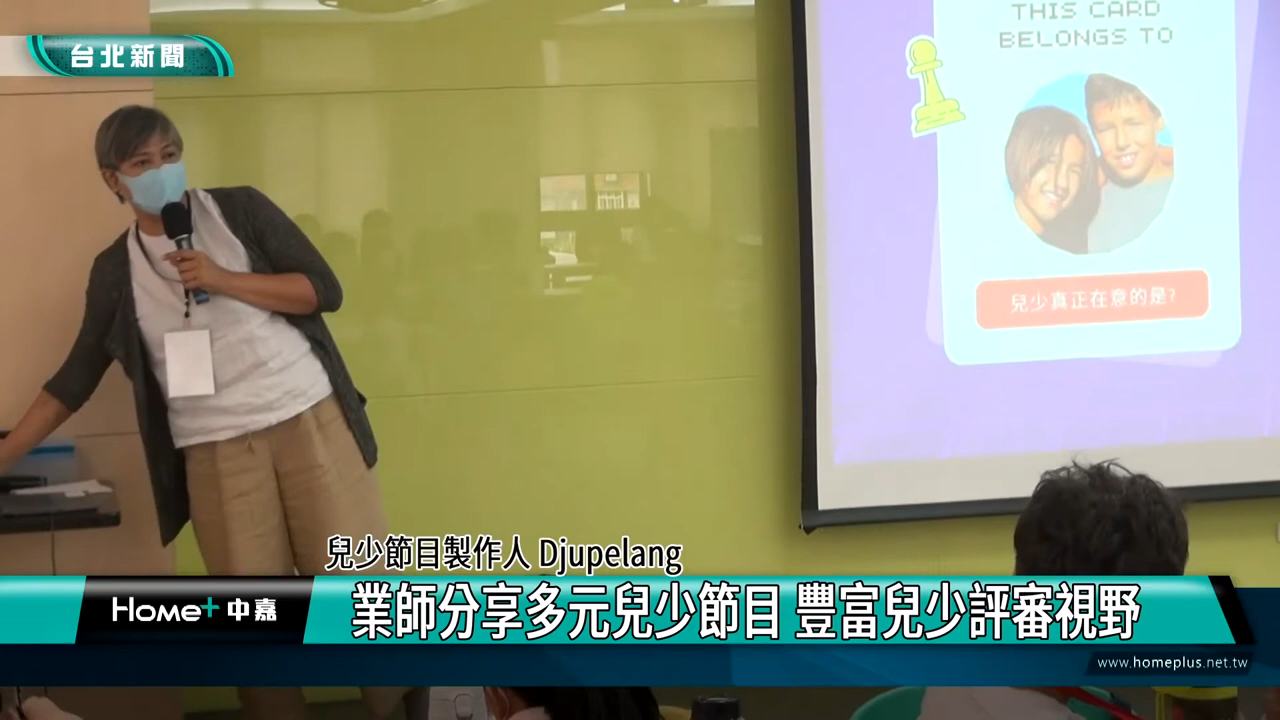 台北新聞
THIS CARD
BELONGS TO
兒少真正在意的是?
兒少節目製作人 Djupelang
Home+ 中嘉
業師分享多元兒少節目 豐富兒少評審視野
www.homeplus.net.tw